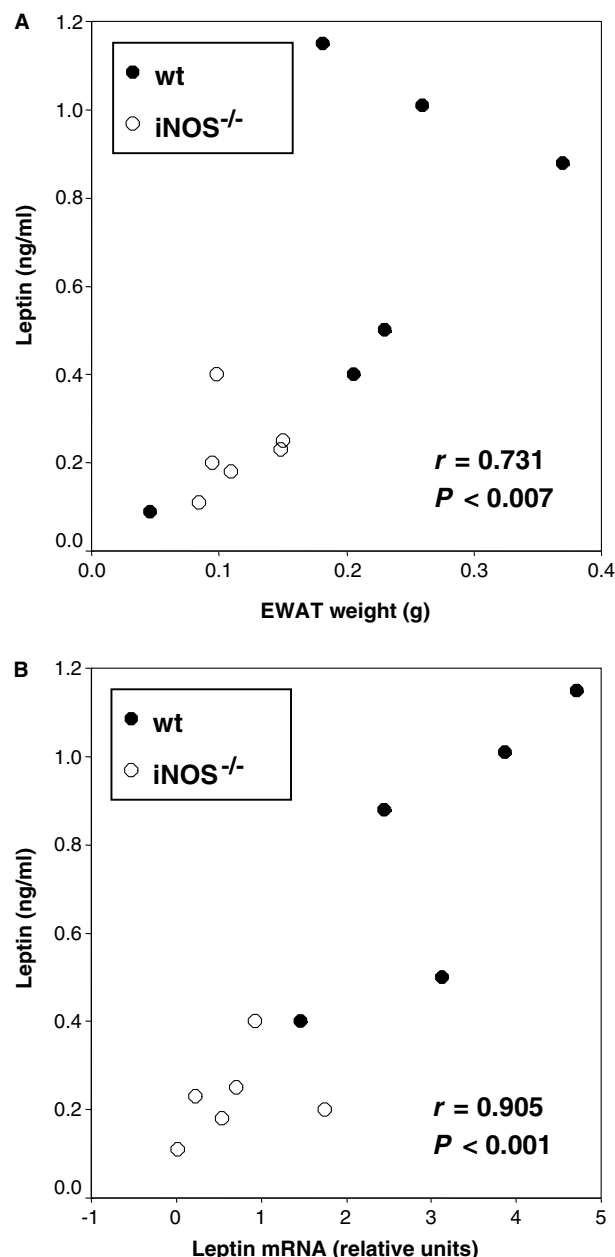 A
1.2
1.0
0.8
0.6
0.4
0.2
0.0
Leptin (ng/ml)
wt
iNOS-/-
r = 0.731
P < 0.007
0.0 0.1 0.2 0.3 0.4
EWAT weight (g)
B
1.2
1.0
0.8
0.6
0.4
0.2
0.0
Leptin (ng/ml)
wt
iNOS-/-
r = 0.905
P < 0.001
-1 0 1 2 3 4 5
Leptin mRNA (relative units)